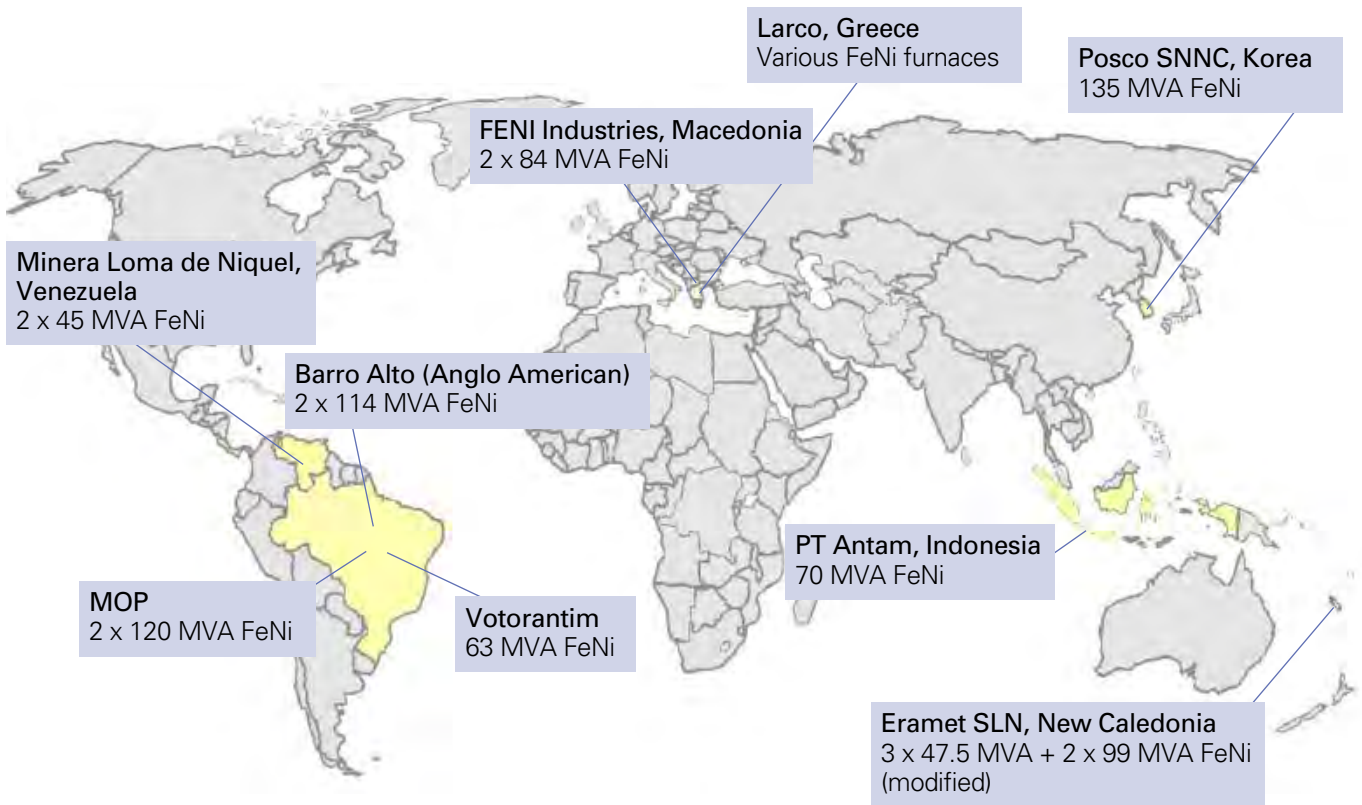 Larco, Greece
Various FeNi furnaces
Posco SNNC, Korea
135 MVA FeNi
FENI Industries, Macedonia
2 x 84 MVA FeNi
Minera Loma de Niquel,
Venezuela
2 x 45 MVA FeNi
Barro Alto (Anglo American)
2 x 114 MVA FeNi
PT Antam, Indonesia
70 MVA FeNi
MOP
2 x 120 MVA FeNi
Votorantim
63 MVA FeNi
Eramet SLN, New Caledonia
3 x 47.5 MVA + 2 x 99 MVA FeNi
(modified)